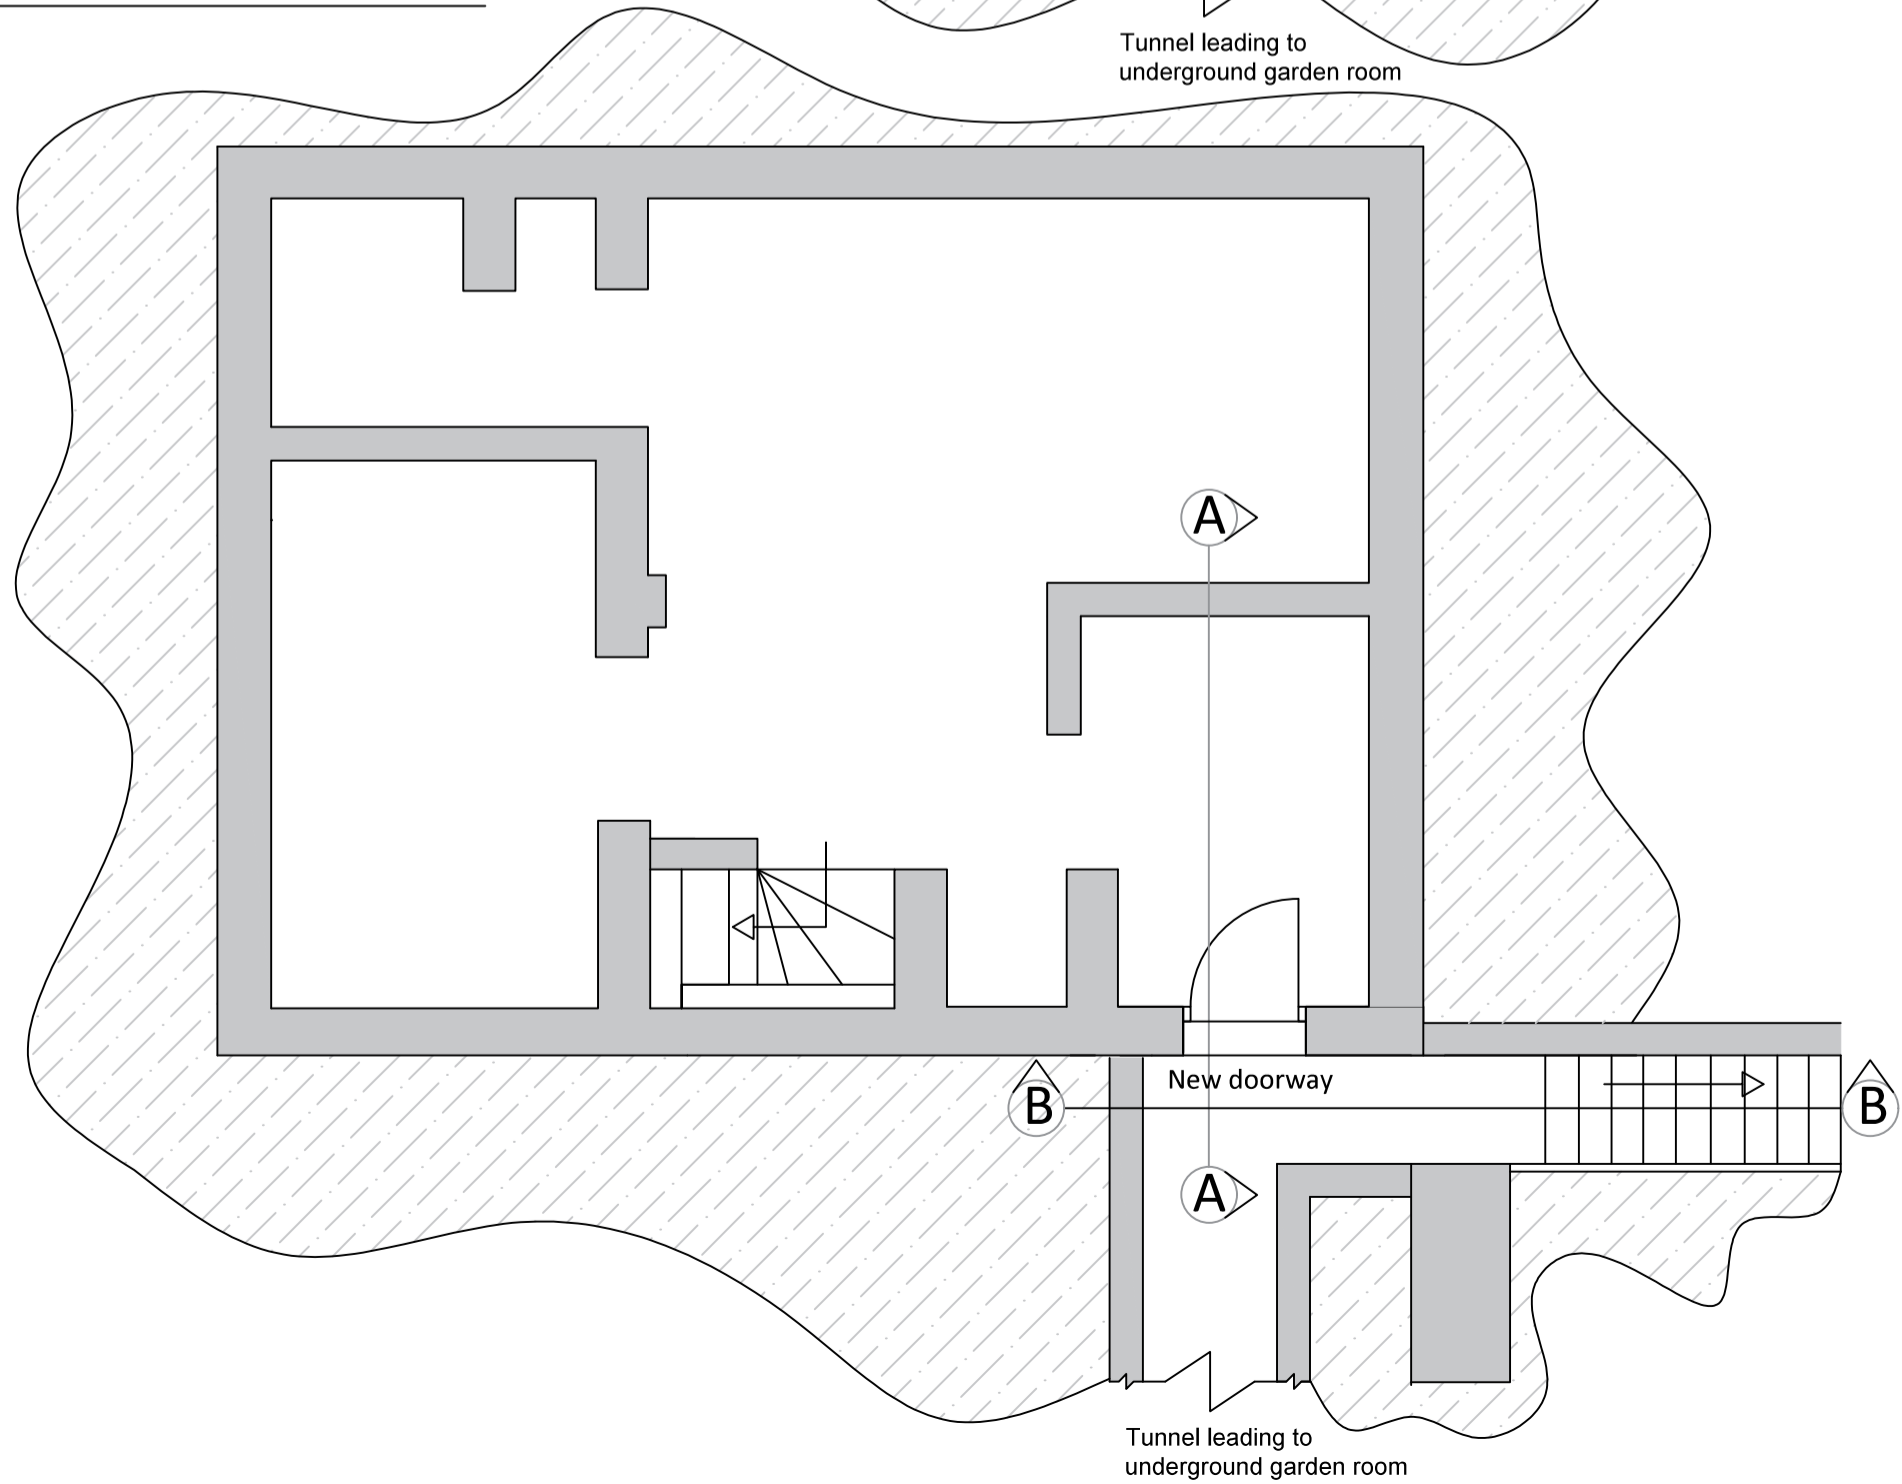 Tunnel leading to
underground garden room
A
New doorway
B
B
A
Tunnel leading to
underground garden room